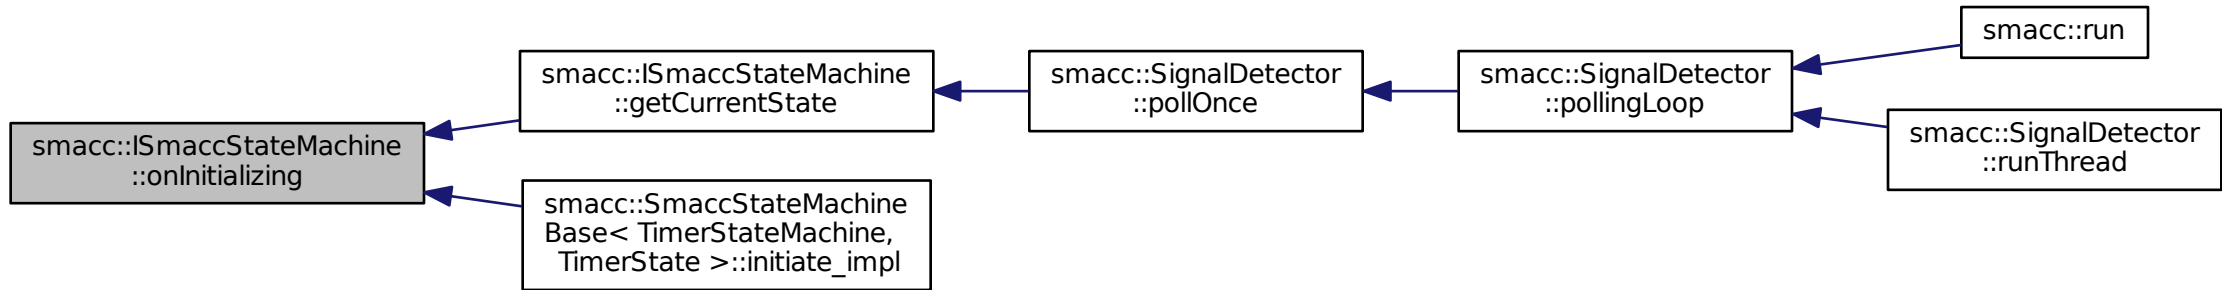 smacc::ISmaccStateMachine
::onInitializing
smacc::ISmaccStateMachine
::getCurrentState
smacc::SmaccStateMachine
Base< TimerStateMachine,
TimerState >::initiate_impl
smacc::SignalDetector
::pollOnce
smacc::SignalDetector
::pollingLoop
smacc::run
smacc::SignalDetector
::runThread